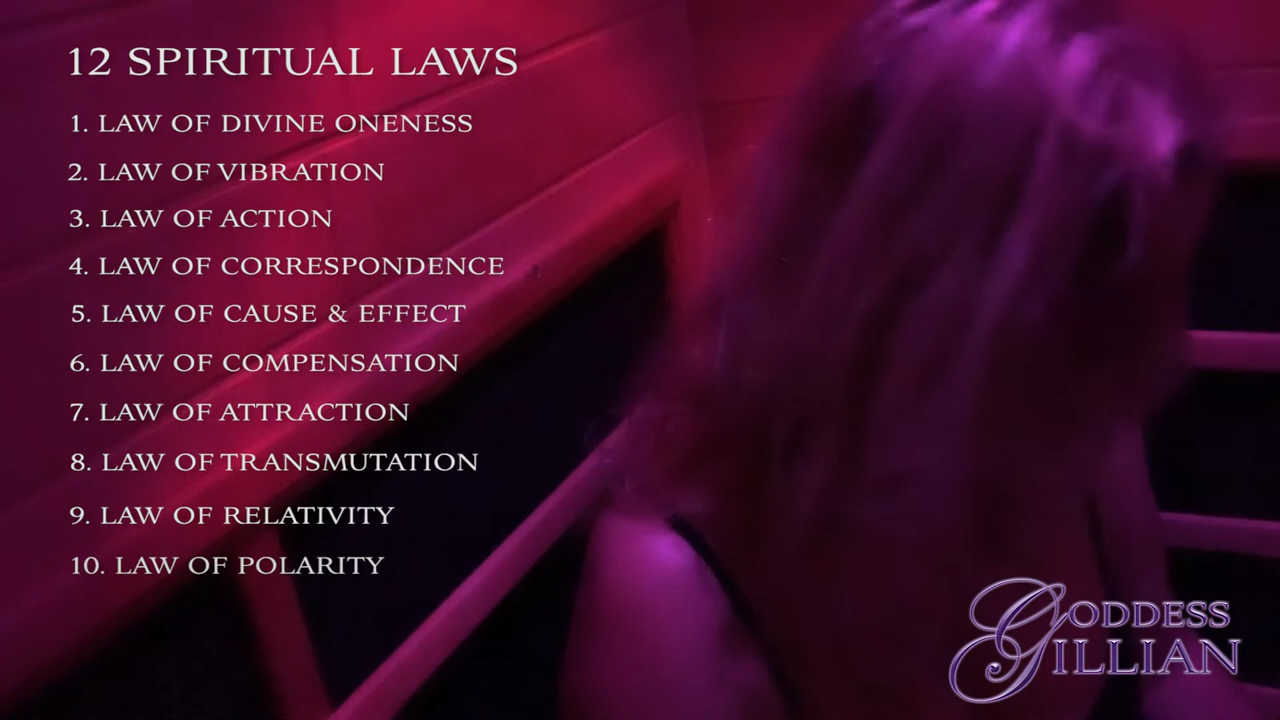 12 SPIRITUAL LAWS
1. LAW OF DIVINE ONENESS
2. LAW OF VIBRATION
3. LAW OF ACTION
4. LAW OF CORRESPONDENCE
5. LAW OF CAUSE & EFFECT
6. LAW OF COMPENSATION
7. LAW OF ATTRACTION
8. LAW OF TRANSMUTATION
9. LAW OF RELATIVITY
10. LAW OF POLARITY
GODDESS
GILLIAN